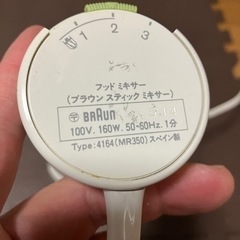 1 2 3
フッド ミキサー
(ブラウン スティック ミキサー)
BRAUN
100V. 160W. 50~60Hz. 1分
Type: 4164 (MR350) スペイン製